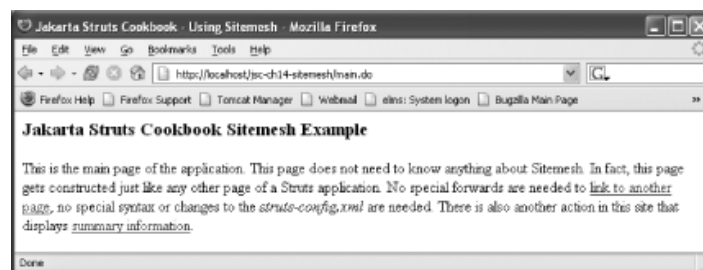 Jakarta Struts Cookbook - Using Sitemesh - Mozilla Firefox
File Edit View Go Bookmarks Tools Help
http://localhost/jsc-ch14-sitemesh/main.do
Firefox Help Firefox Support Tomcat Manager Webmail elms: System logon Bugzilla Main Page »
Jakarta Struts Cookbook Sitemesh Example
This is the main page of the application. This page does not need to know anything about Sitemesh. In fact, this page
gets constructed just like any other page of a Struts application. No special forwards are needed to link to another
page, no special syntax or changes to the struts-config.xml are needed. There is also another action in this site that
displays summary information.
Done